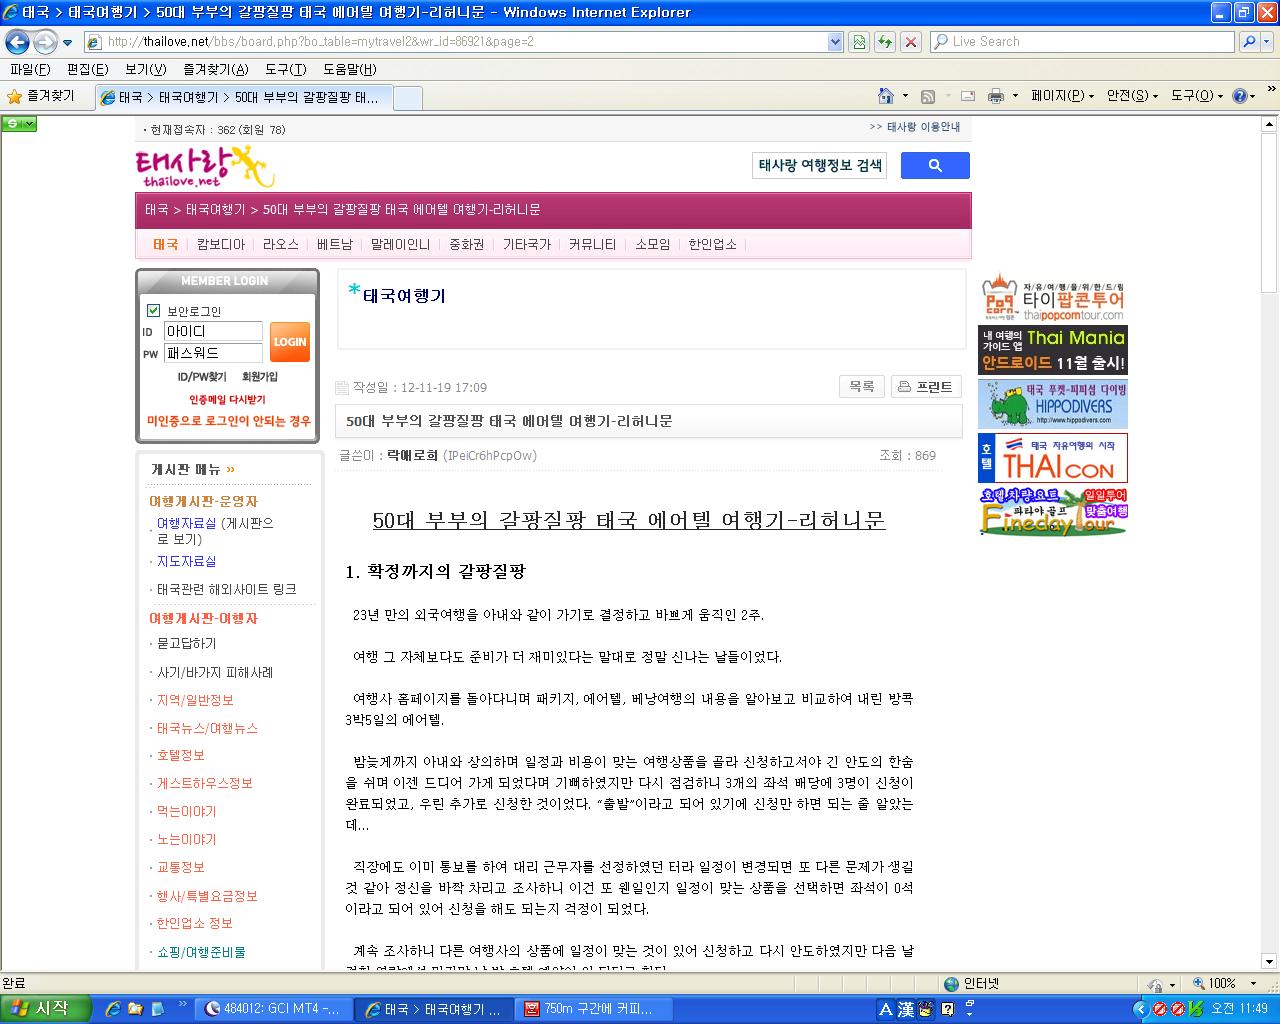 태국 > 태국여행기 > 50대 부부의 갈팡질팡 태국 에어텔 여행기-리허니문 - Windows Internet Explorer
http://thailove.net/bbs/board.php?bo_table=mytravel2&wr_id=86921&page=2
Live Search
파일(F) 편집(E) 보기(V) 즐겨찾기(A) 도구(T) 도움말(H)
즐겨찾기 태국 > 태국여행기 > 50대 부부의 갈팡질팡 태... 페이지(P) 안전(S) 도구(O)
· 현재접속자 : 362 (회원 78) >> 태사랑 이용안내
태사랑
thailove.net
태사랑 여행정보 검색
태국 > 태국여행기 > 50대 부부의 갈팡질팡 태국 에어텔 여행기-리허니문
태국 캄보디아 라오스 베트남 말레이인니 중화권 기타국가 커뮤니티 소모임 한인업소
MEMBER LOGIN
보안로그인
ID 아이디
PW 패스워드
LOGIN
ID/PW찾기 회원가입
인증메일 다시받기
미인증으로 로그인이 안되는 경우
게시판 메뉴 »
여행게시판-운영자
· 여행자료실 (게시판으
로 보기)
· 지도자료실
· 태국관련 해외사이트 링크
여행게시판-여행자
· 묻고답하기
· 사기/바가지 피해사례
· 지역/일반정보
· 태국뉴스/여행뉴스
· 호텔정보
· 게스트하우스정보
· 먹는이야기
· 노는이야기
· 교통정보
· 행사/특별요금정보
· 한인업소 정보
· 쇼핑/여행준비물
*태국여행기
작성일 : 12-11-19 17:09
목록 프린트
50대 부부의 갈팡질팡 태국 에어텔 여행기-리허니문
글쓴이 : 락애로희 (IPeiCr6hPcpOw) 조회 : 869
50대 부부의 갈팡질팡 태국 에어텔 여행기-리허니문
1. 확정까지의 갈팡질팡
23년 만의 외국여행을 아내와 같이 가기로 결정하고 바쁘게 움직인 2주.
여행 그 자체보다도 준비가 더 재미있다는 말대로 정말 신나는 날들이었다.
여행사 홈페이지를 돌아다니며 패키지, 에어텔, 베낭여행의 내용을 알아보고 비교하여 내린 방콕
3박5일의 에어텔.
밤늦게까지 아내와 상의하며 일정과 비용이 맞는 여행상품을 골라 신청하고서야 긴 안도의 한숨
을 쉬며 이젠 드디어 가게 되었다며 기뻐하였지만 다시 점검하니 3개의 좌석 배당에 3명이 신청이
완료되었고, 우린 추가로 신청한 것이었다. “출발”이라고 되어 있기에 신청만 하면 되는 줄 알았는
데...
직장에도 이미 통보를 하여 대리 근무자를 선정하였던 터라 일정이 변경되면 또 다른 문제가 생길
것 같아 정신을 바짝 차리고 조사하니 이건 또 웬일인지 일정이 맞는 상품을 선택하면 좌석이 0석
이라고 되어 있어 신청을 해도 되는지 걱정이 되었다.
계속 조사하니 다른 여행사의 상품에 일정이 맞는 것이 있어 신청하고 다시 안도하였지만 다음 날
자유여행을위한드림
Popcorn 타이팝콘투어
thaipopcorntour.com
내 여행의
가이드 앱 Thai Mania
안드로이드 11월 출시!
태국 푸켓-피피섬 다이빙
HIPPODIVERS
http://www.hippodivers.com
호텔 태국 자유여행의 시작
THAI CON
호텔차량요트 일일투어
파타야 골프 맞춤여행
Fineday Tour
완료 인터넷 100%
시작 484012: GCI MT4 -... 태국 > 태국여행기 ... 750m 구간에 커피... A 漢 오전 11:49